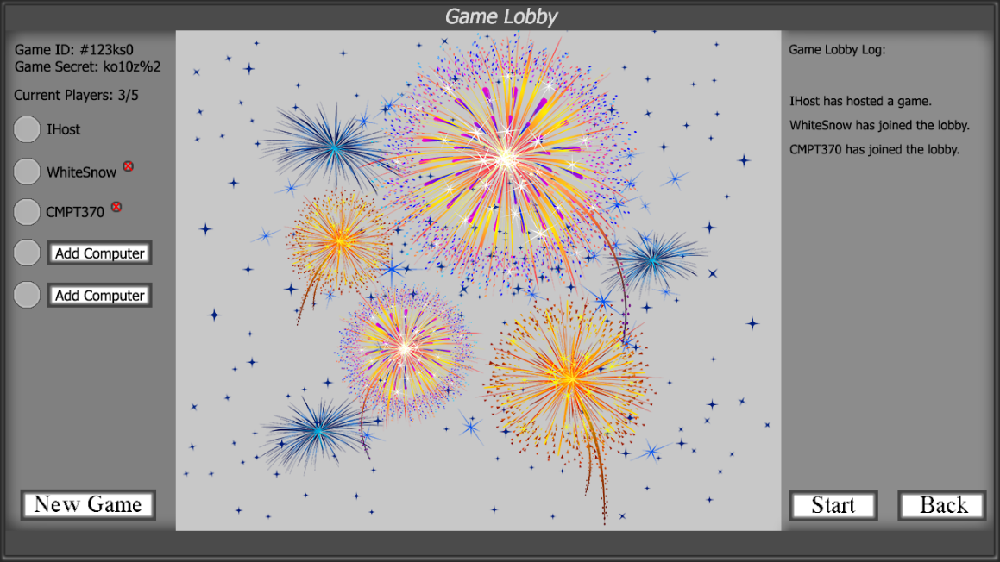 Game Lobby
Game ID: #123ks0
Game Secret: ko10z%2
Current Players: 3/5
IHost
WhiteSnow
CMPT370
Add Computer
Add Computer
New Game
Game Lobby Log:
IHost has hosted a game.
WhiteSnow has joined the lobby.
CMPT370 has joined the lobby.
Start
Back